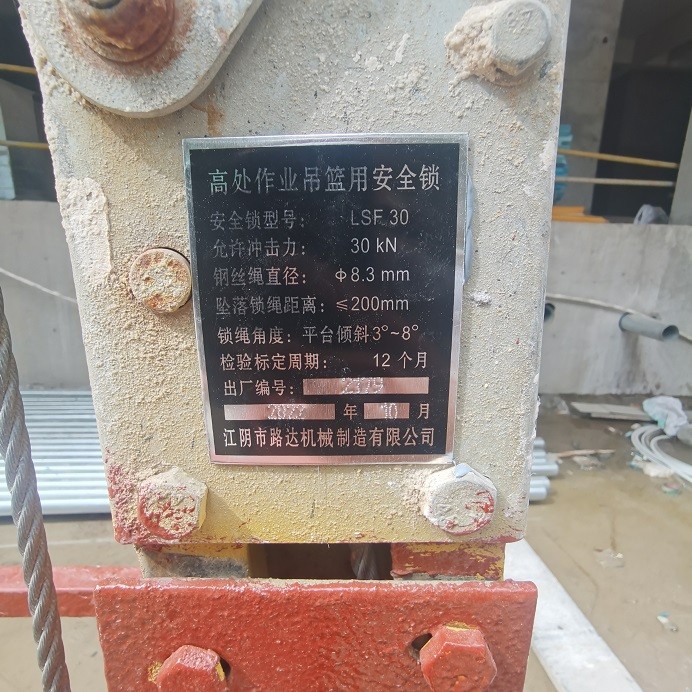 高处作业吊篮用安全锁
安全锁型号: LSF 30
允许冲击力: 30 kN
钢丝绳直径: Φ8.3 mm
坠落锁绳距离: ≤200mm
锁绳角度: 平台倾斜3°~8°
检验标定周期: 12 个月
出厂编号: 2179
2023 年 10 月
江阴市路达机械制造有限公司